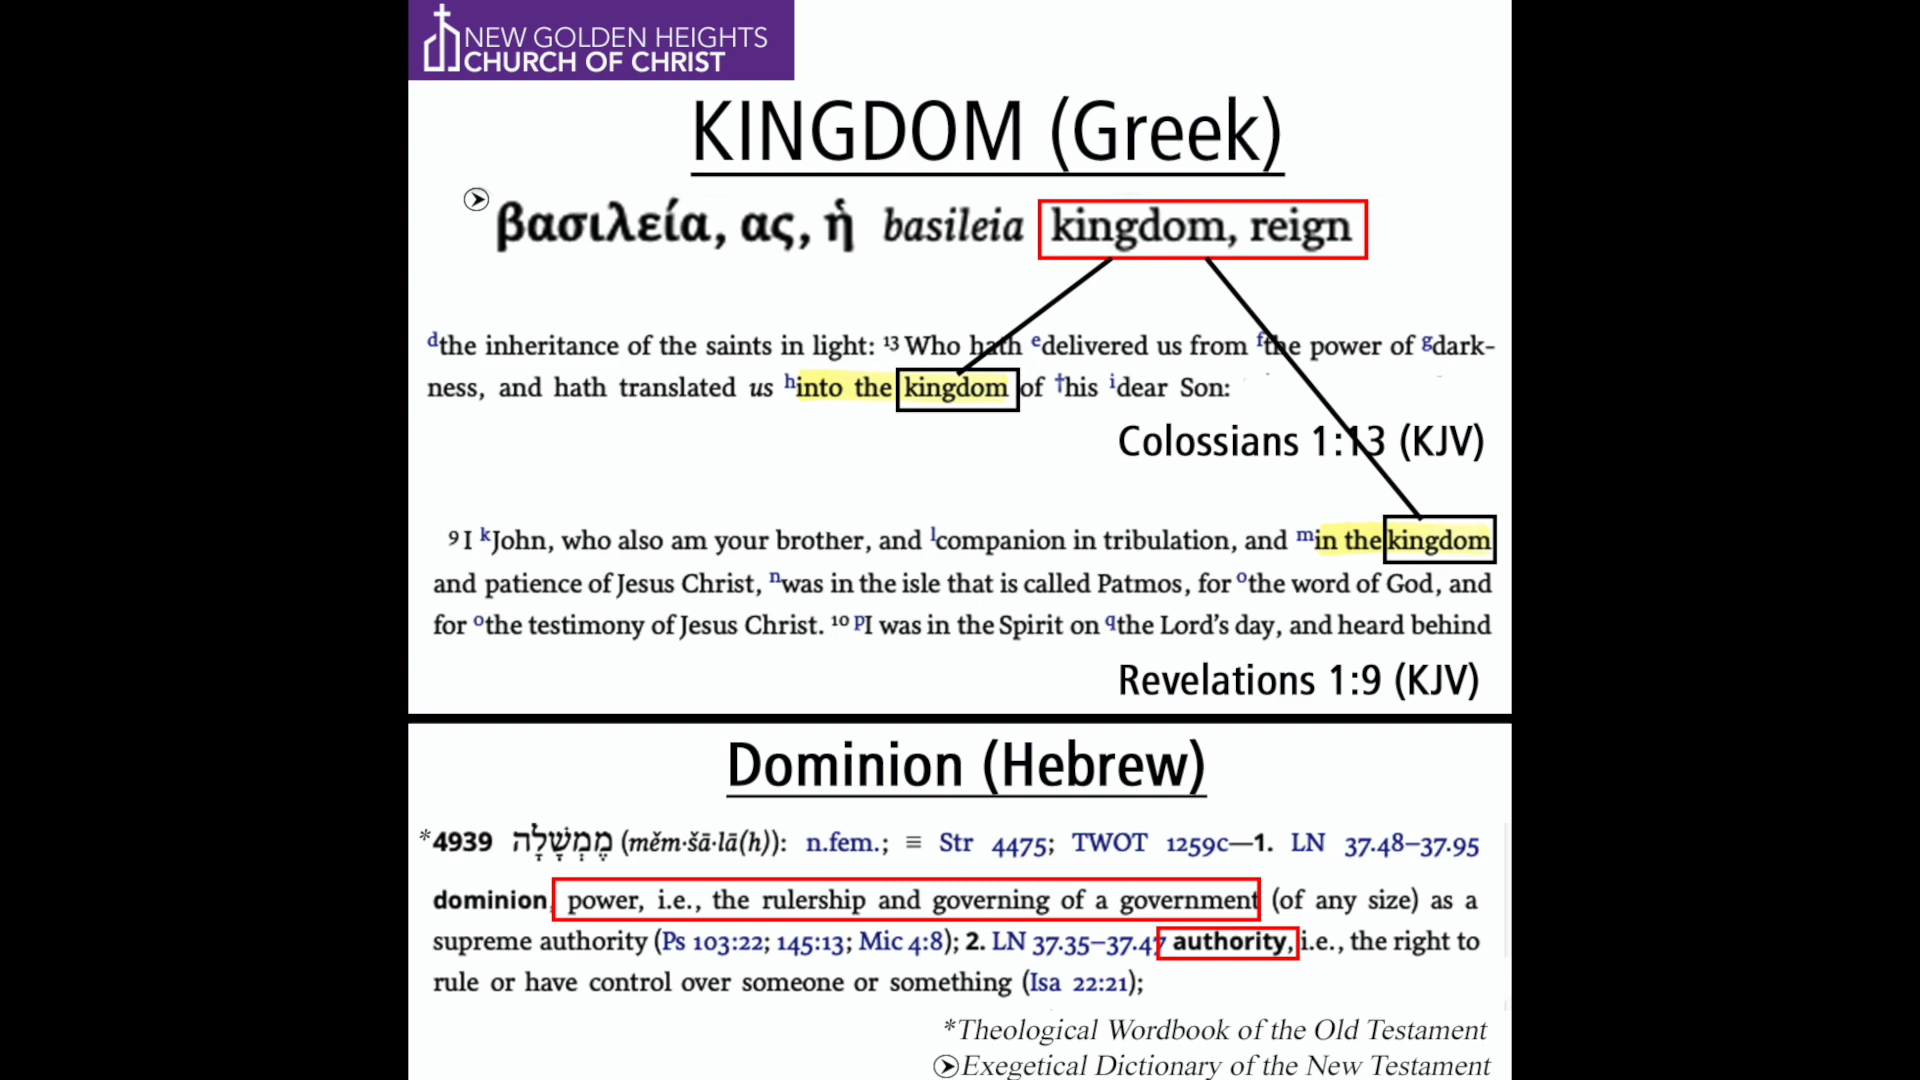 NEW GOLDEN HEIGHTS
CHURCH OF CHRIST
KINGDOM (Greek)
βασιλεία, ας, ἡ basileia kingdom, reign
ᵈthe inheritance of the saints in light: ¹³ Who hath ᵉdelivered us from ᶠthe power of ᵍdark-
ness, and hath translated us ʰinto the kingdom of †his ⁱdear Son:
Colossians 1:13 (KJV)
⁹ I ᵏJohn, who also am your brother, and ˡcompanion in tribulation, and ᵐin the kingdom
and patience of Jesus Christ, ⁿwas in the isle that is called Patmos, for ᵒthe word of God, and
for ᵒthe testimony of Jesus Christ. ¹⁰ ᵖI was in the Spirit on qthe Lord's day, and heard behind
Revelations 1:9 (KJV)
Dominion (Hebrew)
*4939 מֶמְשָׁלָה (mĕm·šā·lā(h)): n.fem.; ≡ Str 4475; TWOT 1259c—1. LN 37.48–37.95
dominion, power, i.e., the rulership and governing of a government (of any size) as a
supreme authority (Ps 103:22; 145:13; Mic 4:8); 2. LN 37.35–37.47 authority, i.e., the right to
rule or have control over someone or something (Isa 22:21);
*Theological Wordbook of the Old Testament
Exegetical Dictionary of the New Testament